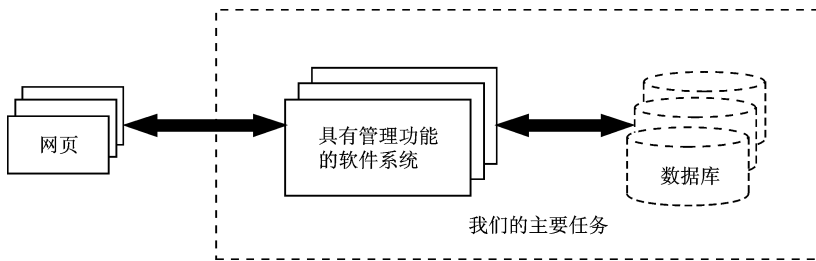 网页
具有管理功能
的软件系统
数据库
我们的主要任务